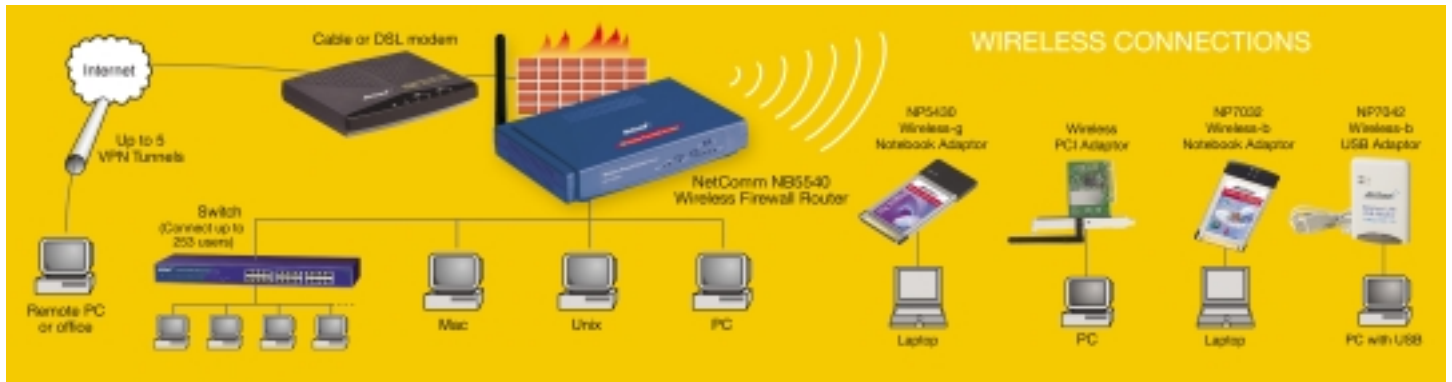 WIRELESS CONNECTIONS
Internet
Cable or DSL modem
Up to 5
VPN Tunnels
NetComm NB5540
Wireless Firewall Router
Switch
(Connect up to
253 users)
Remote PC
or office
Mac
Unix
PC
NP5430
Wireless-g
Notebook Adaptor
Laptop
Wireless
PCI Adaptor
PC
NP7032
Wireless-b
Notebook Adaptor
Laptop
NP7042
Wireless-b
USB Adaptor
PC with USB